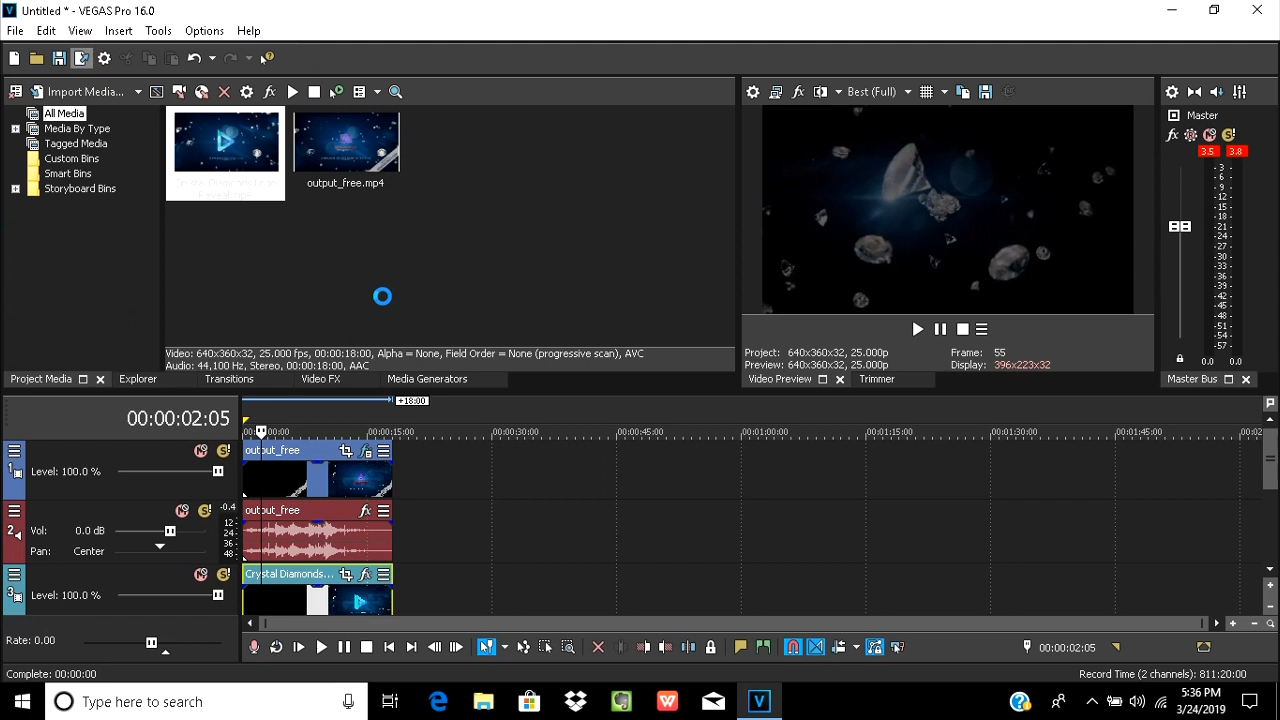 Untitled * - VEGAS Pro 16.0
File Edit View Insert Tools Options Help
Import Media...
Best (Full)
Master
All Media
Media By Type
Tagged Media
Custom Bins
Smart Bins
Storyboard Bins
output_free.mp4
3.5 3.8
-3
-6
-9
-12
-15
-18
-21
-24
-27
-30
-33
-36
-39
-42
-45
-48
-51
-54
-57
0.0 0.0
Video: 640x360x32, 25.000 fps, 00:00:18:00, Alpha = None, Field Order = None (progressive scan), AVC
Audio: 44,100 Hz, Stereo, 00:00:18:00, AAC
Project: 640x360x32, 25.000p Frame: 55
Preview: 640x360x32, 25.000p Display: 396x223x32
Project Media Explorer Transitions Video FX Media Generators
Video Preview Trimmer
Master Bus
00:00:02:05
+18:00
00:00:15:00 00:00:30:00 00:00:45:00 00:01:00:00 00:01:15:00 00:01:30:00 00:01:45:00 00:02
1 Level: 100.0 %
output_free
2 Vol: 0.0 dB
Pan: Center
-0.4
12
24
36
48
output_free
3 Level: 100.0 %
Crystal Diamonds...
Rate: 0.00
00:00:02:05
Complete: 00:00:00
Record Time (2 channels): 811:20:00
Type here to search
5:36 PM
3/24/2019